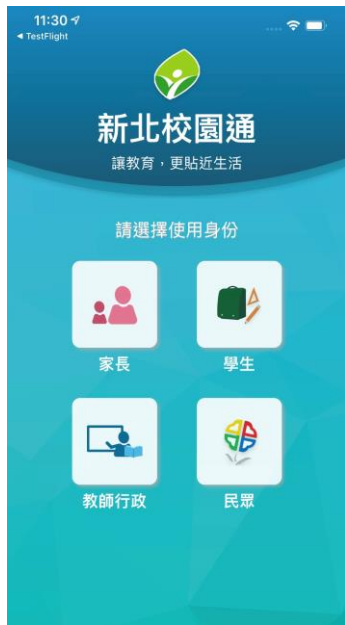 11:30
◀ TestFlight
新北校園通
讓教育，更貼近生活
請選擇使用身份
家長
學生
教師行政
民眾